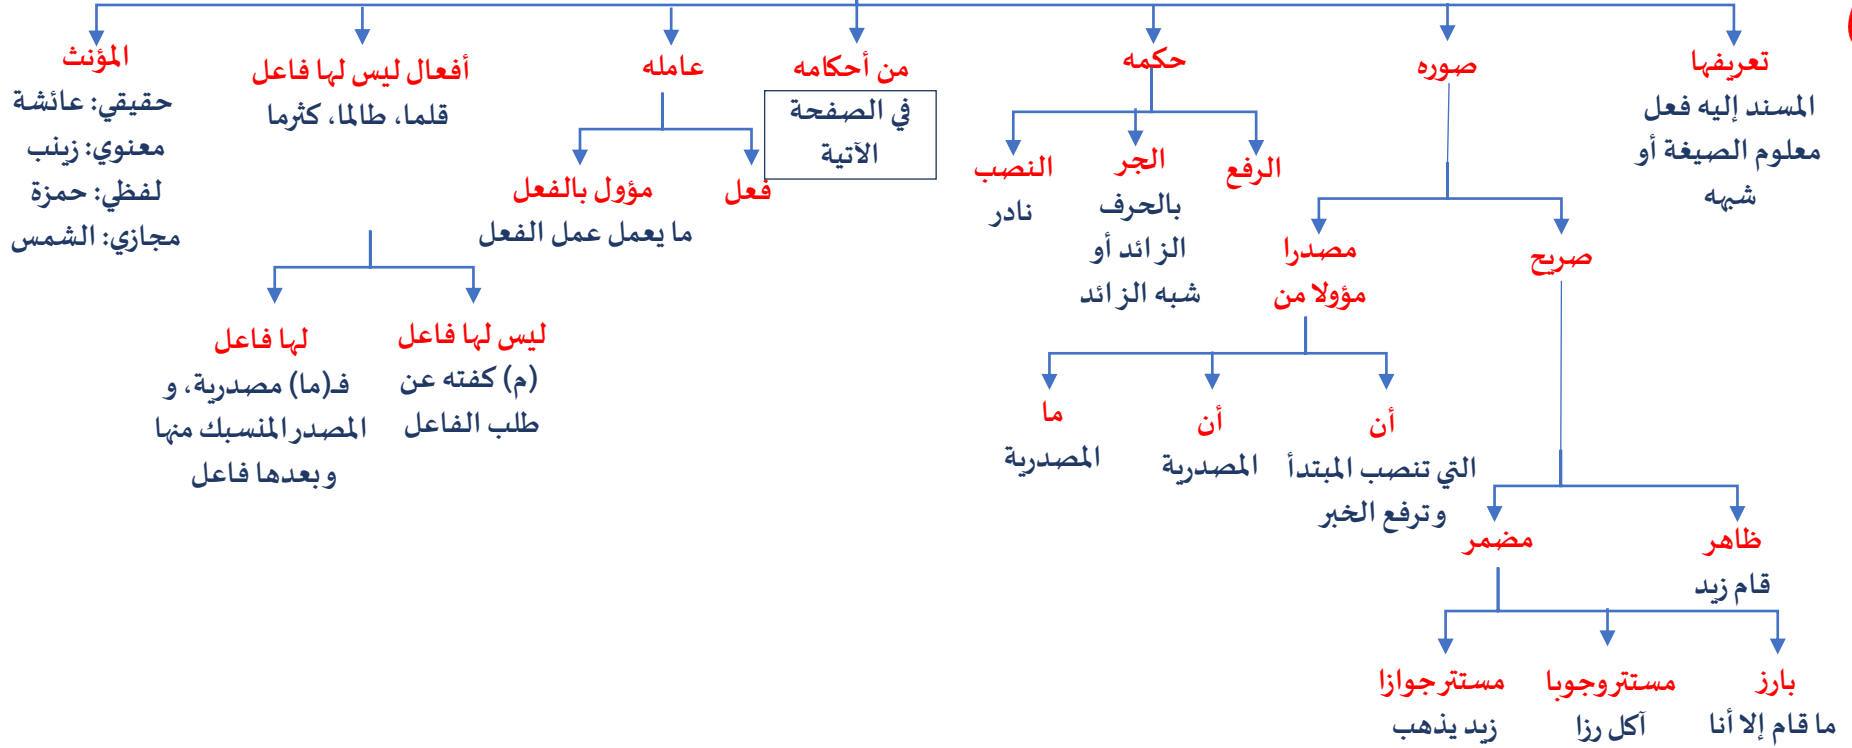 تعريفها
المسند إليه فعل
معلوم الصيغة أو
شبهه
صوره
صريح
ظاهر
قام زيد
مضمر
بارز
ما قام إلا أنا
مستتر وجوبا
آكل رزا
مستتر جوازا
زيد يذهب
مصدرا
مؤولا من
أن
التي تنصب المبتدأ
وترفع الخبر
أن
المصدرية
ما
المصدرية
حكمه
الرفع
الجر
بالحرف
الزائد أو
شبه الزائد
النصب
نادر
من أحكامه
في الصفحة
الآتية
عامله
فعل
مؤول بالفعل
ما يعمل عمل الفعل
أفعال ليس لها فاعل
قلما، طالما، كثرما
ليس لها فاعل
(م) كفته عن
طلب الفاعل
لها فاعل
فـ(ما) مصدرية، و
المصدر المنسبك منها
وبعدها فاعل
المؤنث
حقيقي: عائشة
معنوي: زينب
لفظي: حمزة
مجازي: الشمس